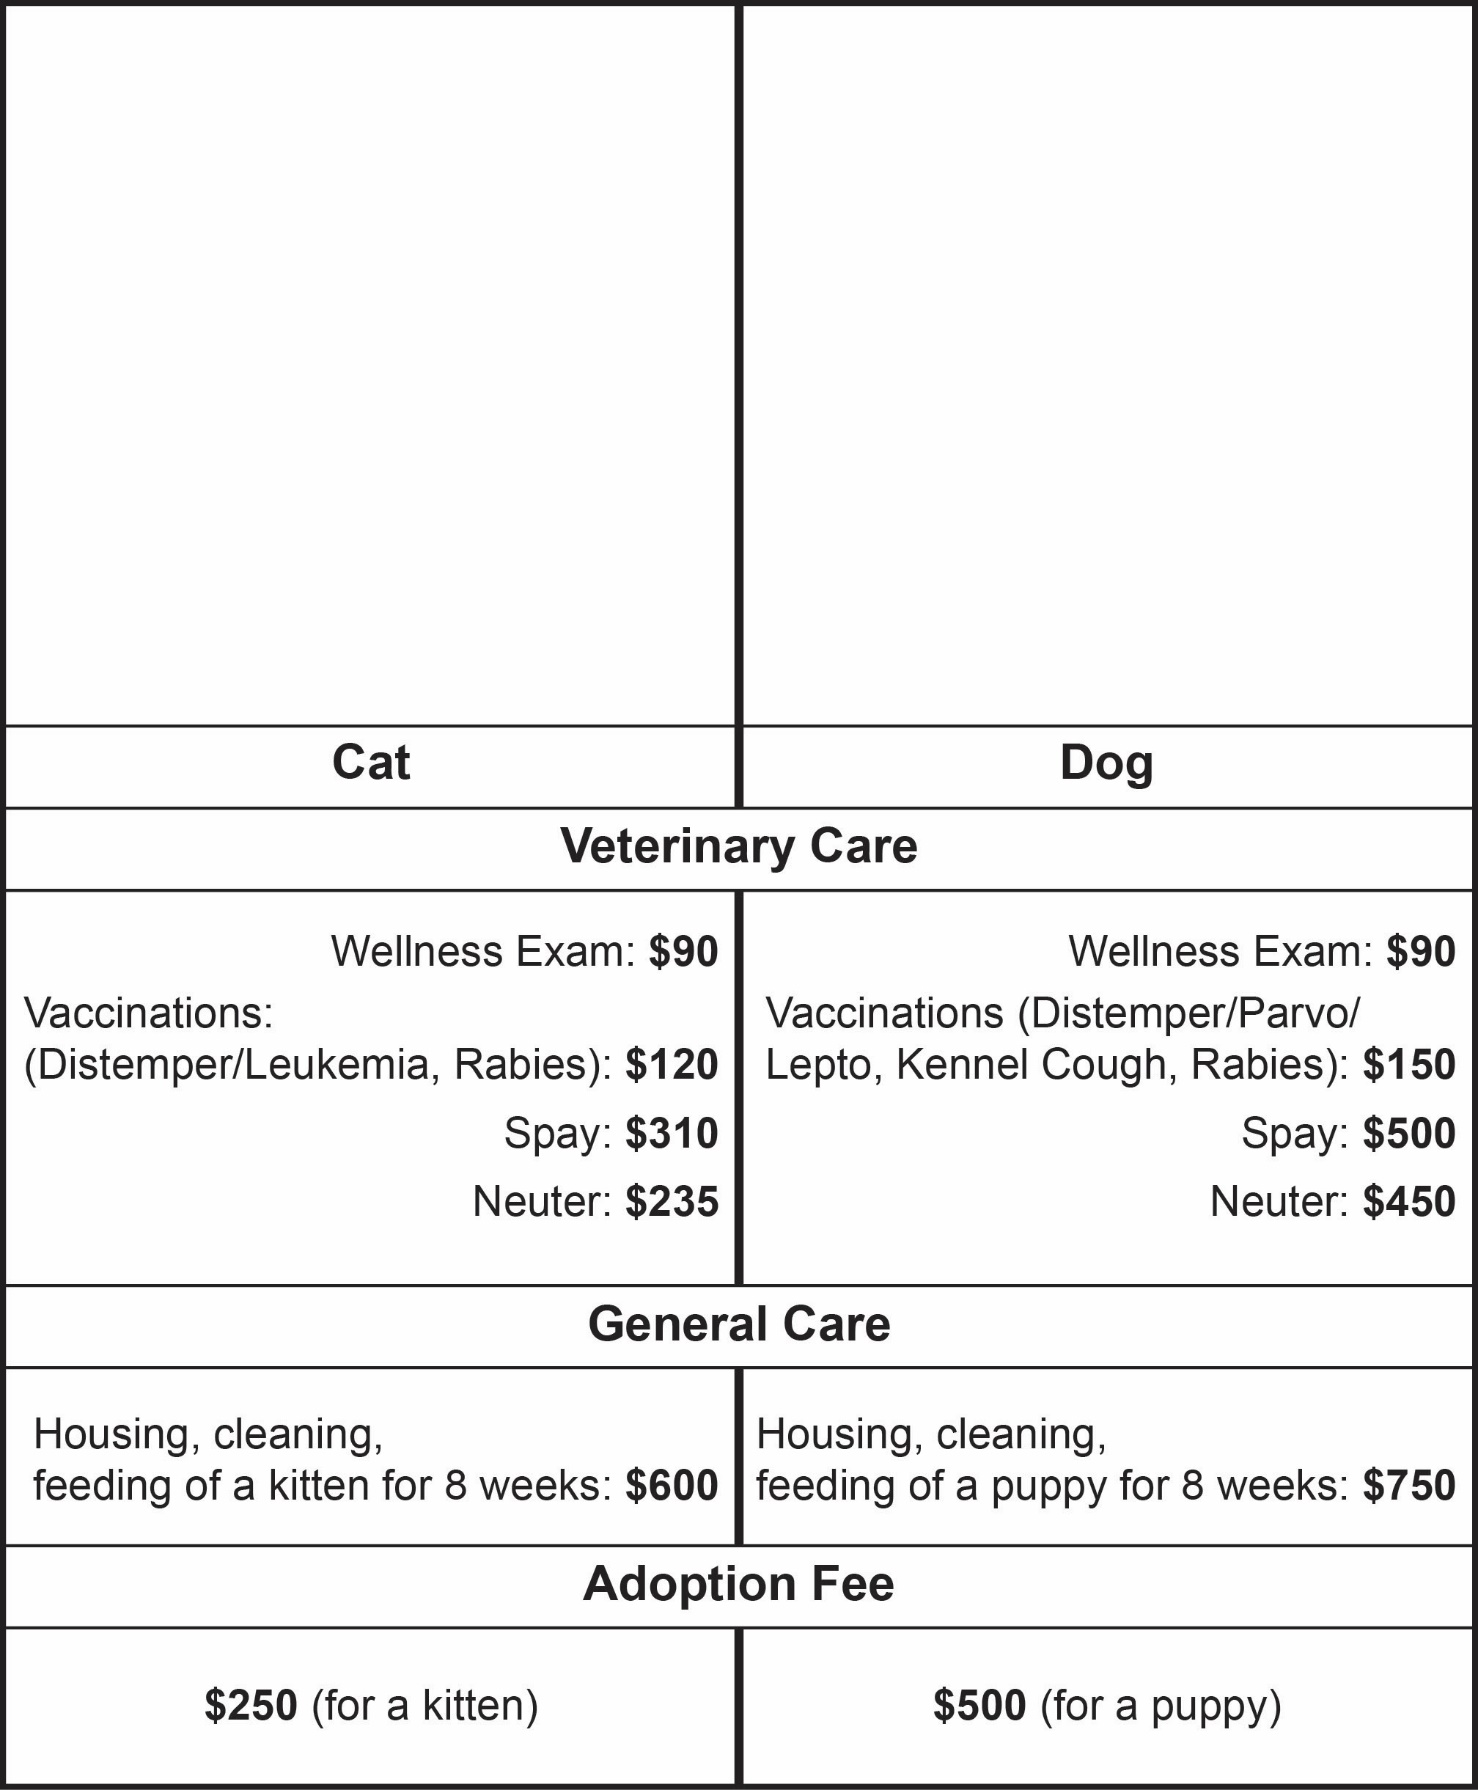 Cat
Dog
Veterinary Care
Wellness Exam: $90
Vaccinations:
(Distemper/Leukemia, Rabies): $120
Spay: $310
Neuter: $235
Wellness Exam: $90
Vaccinations (Distemper/Parvo/
Lepto, Kennel Cough, Rabies): $150
Spay: $500
Neuter: $450
General Care
Housing, cleaning,
feeding of a kitten for 8 weeks: $600
Housing, cleaning,
feeding of a puppy for 8 weeks: $750
Adoption Fee
$250 (for a kitten)
$500 (for a puppy)